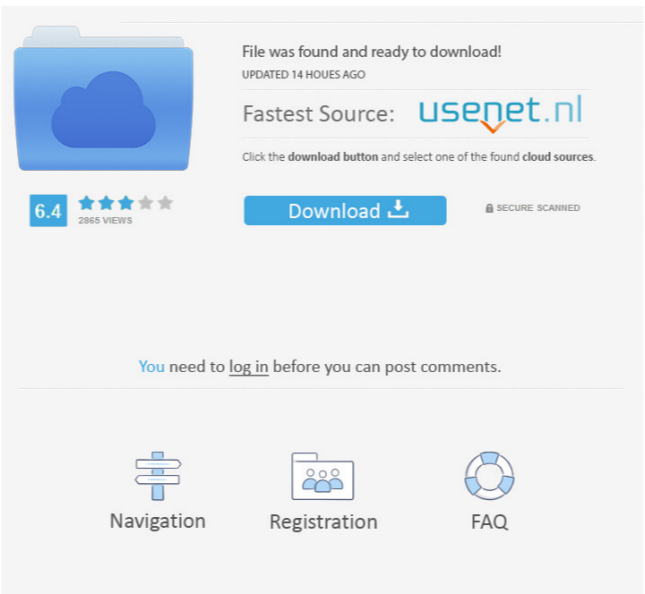 File was found and ready to download!
UPDATED 14 HOUES AGO
Fastest Source: usenet.nl
Click the download button and select one of the found cloud sources.
6.4
2865 VIEWS
Download
SECURE SCANNED
You need to log in before you can post comments.
Navigation
Registration
FAQ